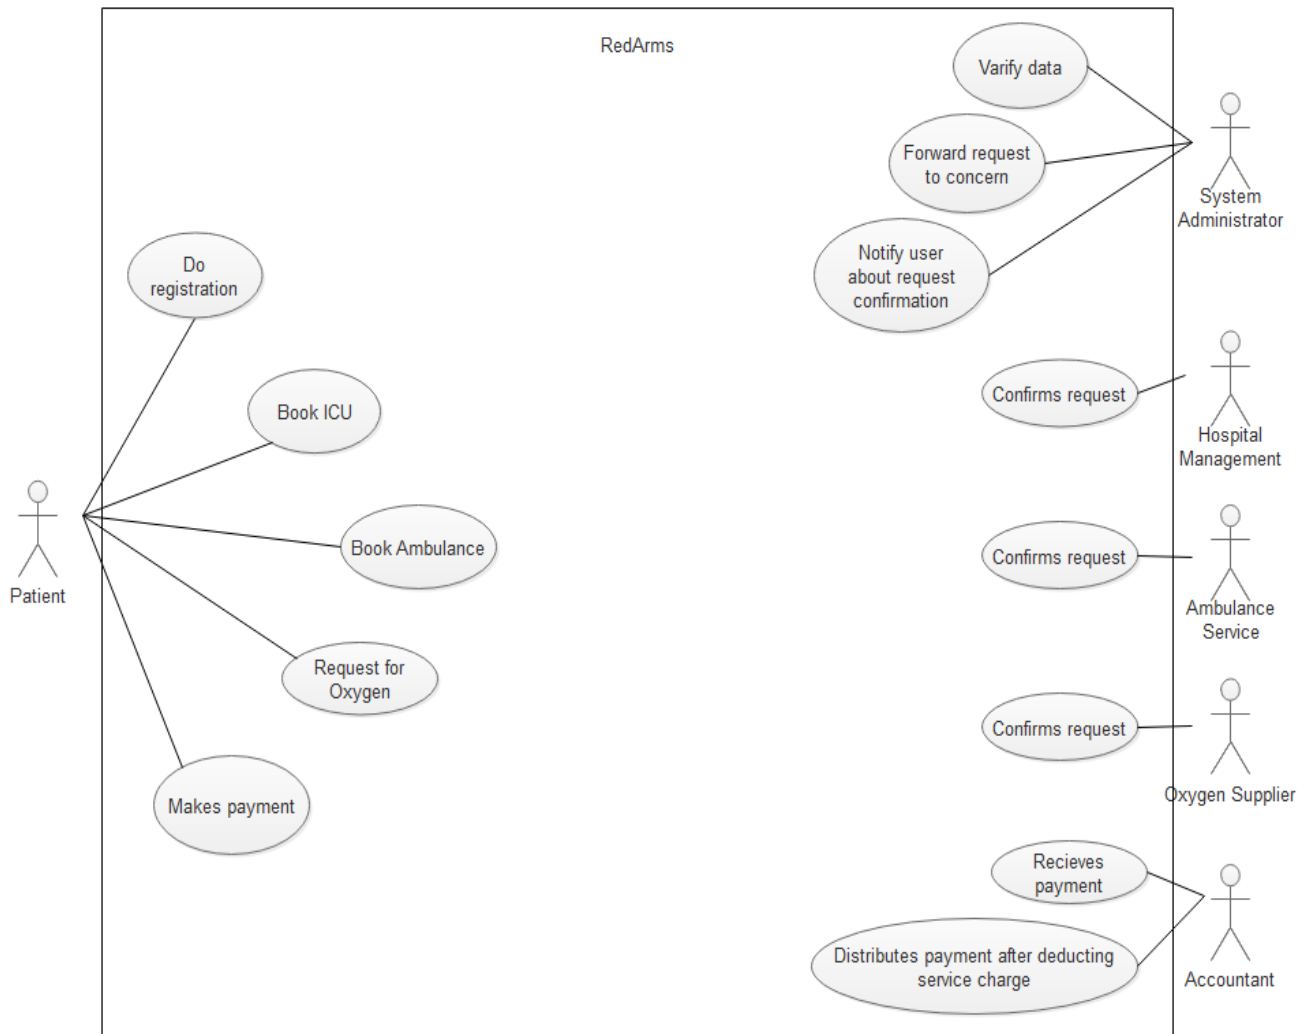 RedArms
Varify data
Forward request
to concern
System
Administrator
Notify user
about request
confirmation
Do
registration
Confirms request
Hospital
Management
Book ICU
Book Ambulance
Patient
Confirms request
Ambulance
Service
Request for
Oxygen
Confirms request
Oxygen Supplier
Makes payment
Recieves
payment
Distributes payment after deducting
service charge
Accountant